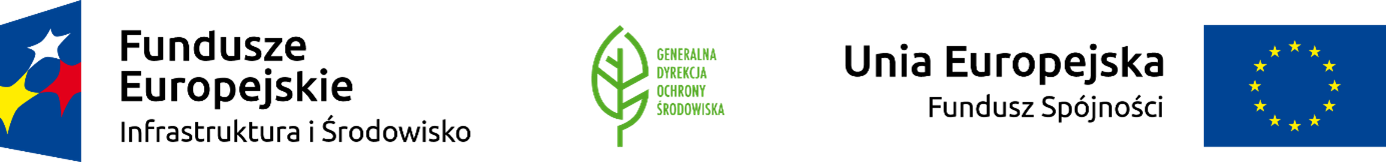 Fundusze
Europejskie
Infrastruktura i Środowisko
GENERALNA
DYREKCJA
OCHRONY
ŚRODOWISKA
Unia Europejska
Fundusz Spójności